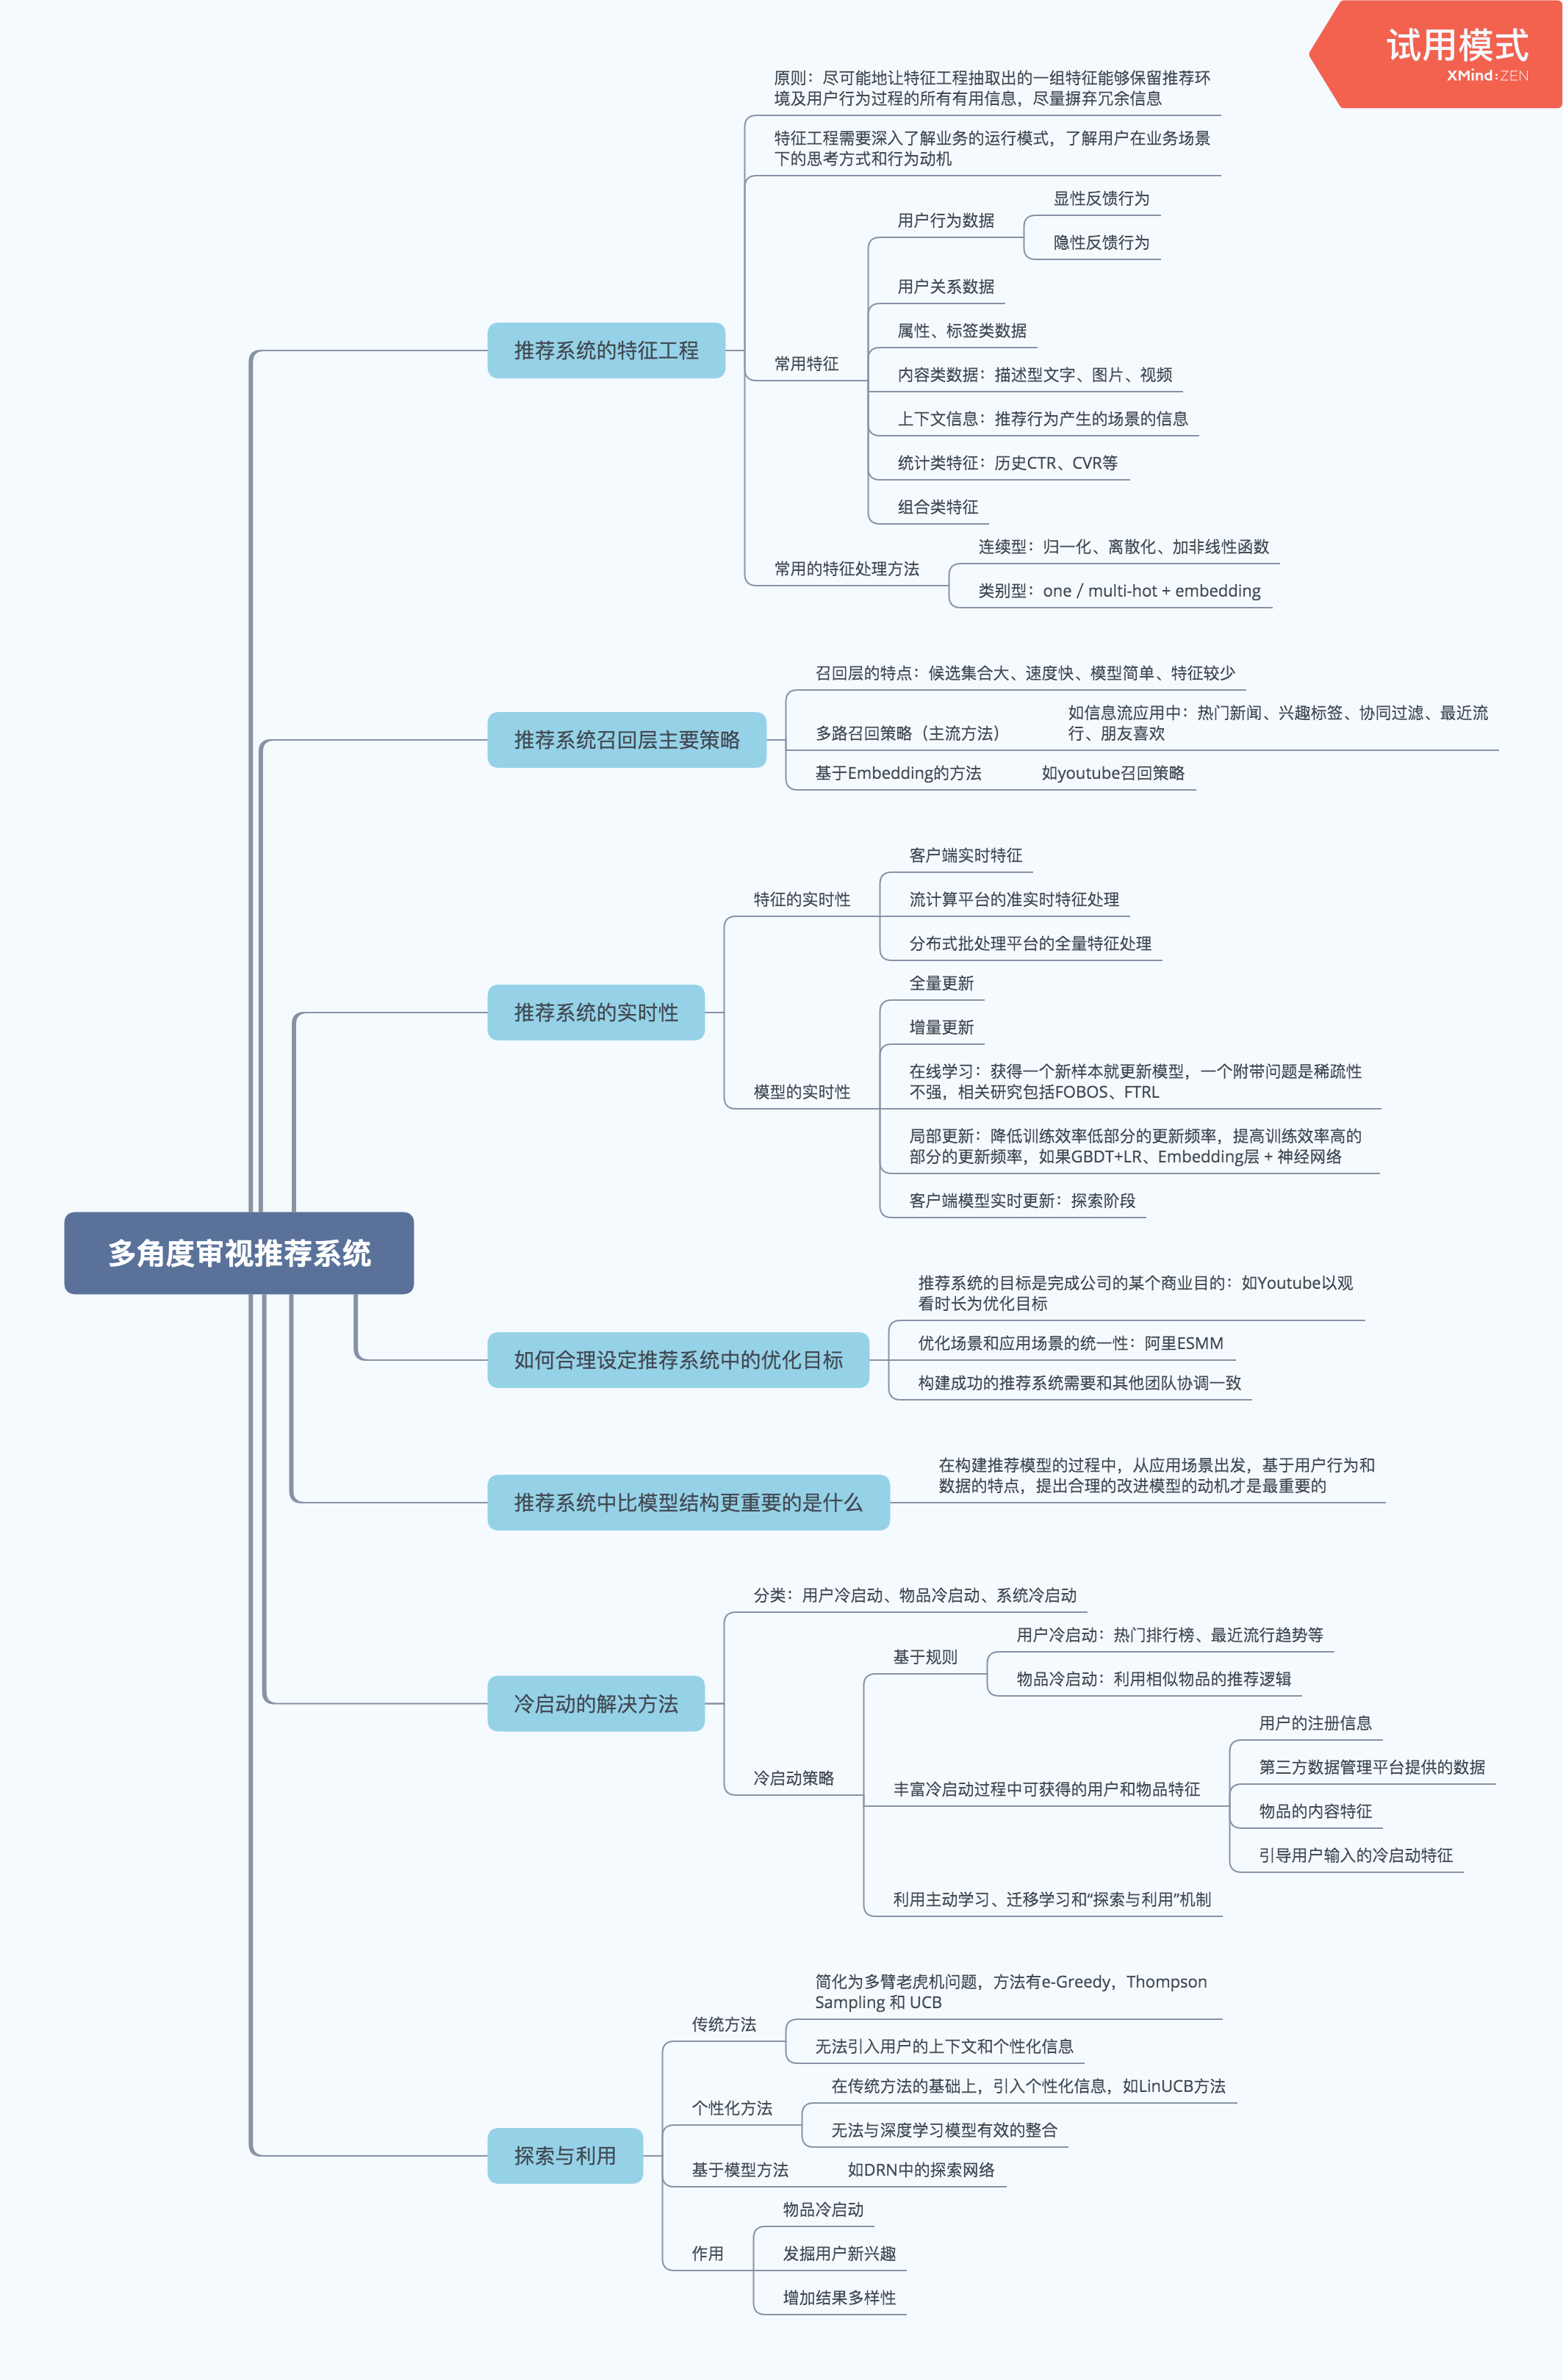 试用模式
XMind:ZEN
原则：尽可能地让特征工程抽取出的一组特征能够保留推荐环
境及用户行为过程的所有有用信息，尽量摒弃冗余信息
特征工程需要深入了解业务的运行模式，了解用户在业务场景
下的思考方式和行为动机
显性反馈行为
用户行为数据
隐性反馈行为
用户关系数据
推荐系统的特征工程
属性、标签类数据
常用特征
内容类数据：描述型文字、图片、视频
上下文信息：推荐行为产生的场景的信息
统计类特征：历史CTR、CVR等
组合类特征
连续型：归一化、离散化、加非线性函数
常用的特征处理方法
类别型：one / multi-hot + embedding
召回层的特点：候选集合大、速度快、模型简单、特征较少
推荐系统召回层主要策略
多路召回策略（主流方法）
如信息流应用中：热门新闻、兴趣标签、协同过滤、最近流
行、朋友喜欢
基于Embedding的方法
如youtube召回策略
客户端实时特征
特征的实时性
流计算平台的准实时特征处理
分布式批处理平台的全量特征处理
推荐系统的实时性
全量更新
增量更新
模型的实时性
在线学习：获得一个新样本就更新模型，一个附带问题是稀疏性
不强，相关研究包括FOBOS、FTRL
局部更新：降低训练效率低部分的更新频率，提高训练效率高的
部分的更新频率，如果GBDT+LR、Embedding层 + 神经网络
客户端模型实时更新：探索阶段
多角度审视推荐系统
推荐系统的目标是完成公司的某个商业目的：如Youtube以观
看时长为优化目标
如何合理设定推荐系统中的优化目标
优化场景和应用场景的统一性：阿里ESMM
构建成功的推荐系统需要和其他团队协调一致
推荐系统中比模型结构更重要的是什么
在构建推荐模型的过程中，从应用场景出发，基于用户行为和
数据的特点，提出合理的改进模型的动机才是最重要的
分类：用户冷启动、物品冷启动、系统冷启动
基于规则
用户冷启动：热门排行榜、最近流行趋势等
物品冷启动：利用相似物品的推荐逻辑
冷启动的解决方法
冷启动策略
用户的注册信息
第三方数据管理平台提供的数据
丰富冷启动过程中可获得的用户和物品特征
物品的内容特征
引导用户输入的冷启动特征
利用主动学习、迁移学习和“探索与利用”机制
简化为多臂老虎机问题，方法有e-Greedy，Thompson
Sampling 和 UCB
传统方法
无法引入用户的上下文和个性化信息
在传统方法的基础上，引入个性化信息，如LinUCB方法
个性化方法
无法与深度学习模型有效的整合
探索与利用
基于模型方法
如DRN中的探索网络
物品冷启动
作用
发掘用户新兴趣
增加结果多样性